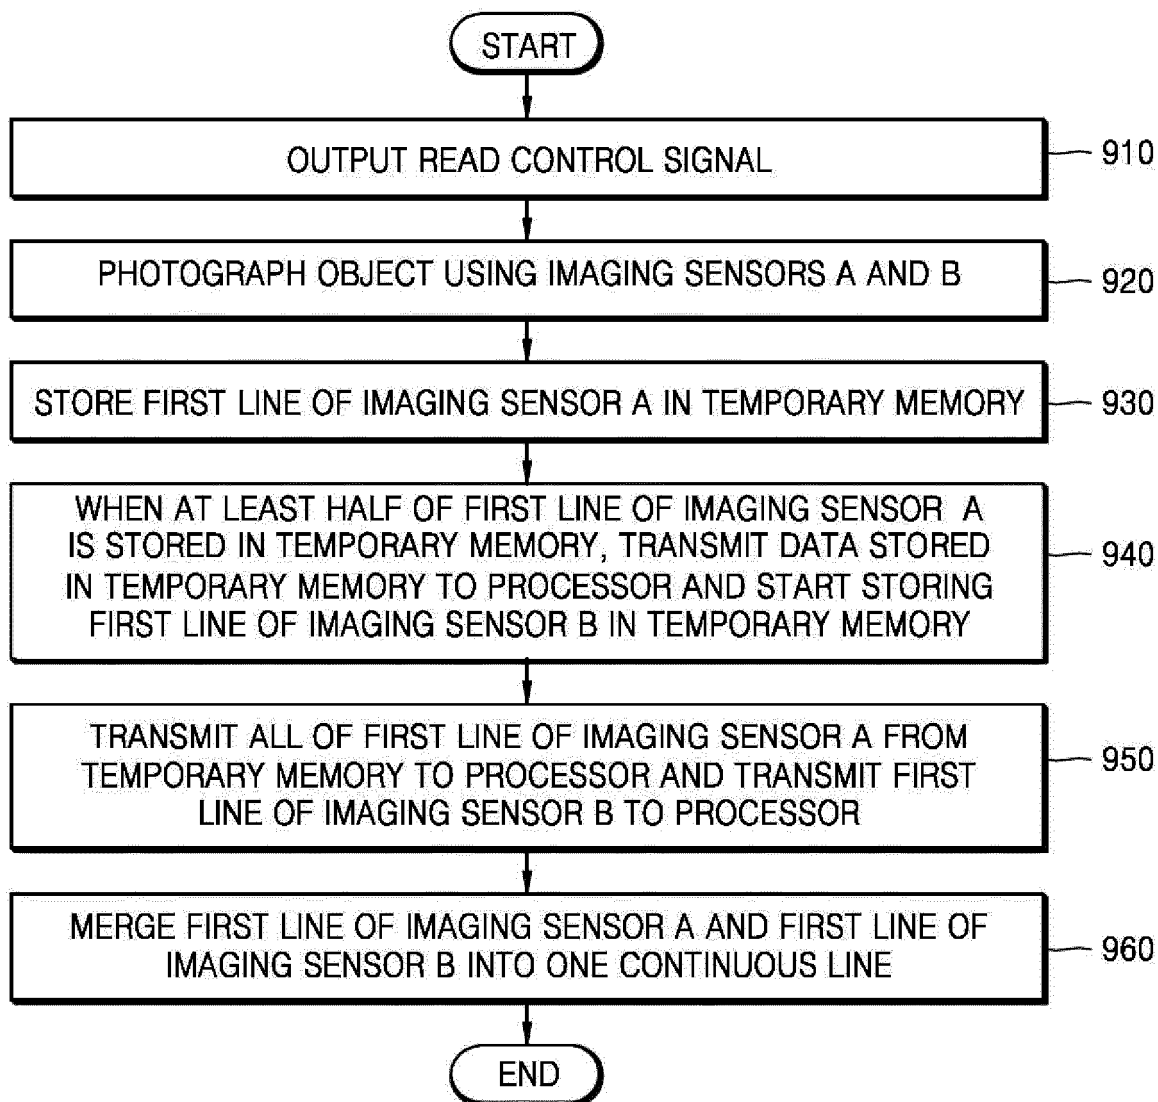 START
OUTPUT READ CONTROL SIGNAL
910
PHOTOGRAPH OBJECT USING IMAGING SENSORS A AND B
920
STORE FIRST LINE OF IMAGING SENSOR A IN TEMPORARY MEMORY
930
WHEN AT LEAST HALF OF FIRST LINE OF IMAGING SENSOR A
IS STORED IN TEMPORARY MEMORY, TRANSMIT DATA STORED
IN TEMPORARY MEMORY TO PROCESSOR AND START STORING
FIRST LINE OF IMAGING SENSOR B IN TEMPORARY MEMORY
940
TRANSMIT ALL OF FIRST LINE OF IMAGING SENSOR A FROM
TEMPORARY MEMORY TO PROCESSOR AND TRANSMIT FIRST
LINE OF IMAGING SENSOR B TO PROCESSOR
950
MERGE FIRST LINE OF IMAGING SENSOR A AND FIRST LINE OF
IMAGING SENSOR B INTO ONE CONTINUOUS LINE
960
END